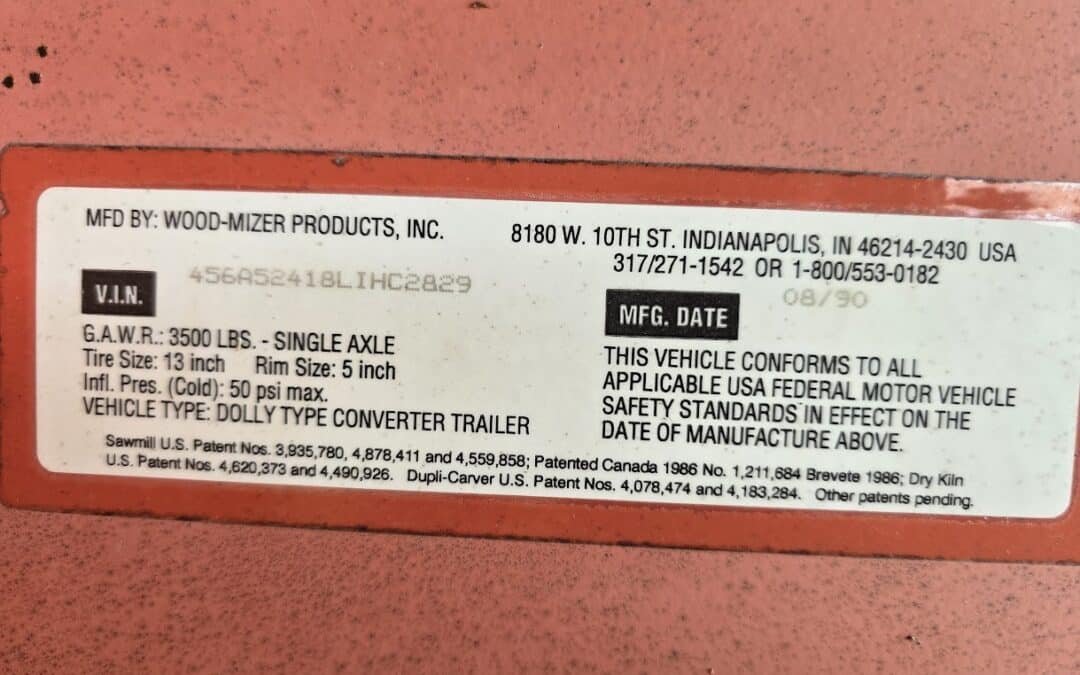 MFD BY: WOOD-MIZER PRODUCTS, INC.
8180 W. 10TH ST. INDIANAPOLIS, IN 46214-2430 USA
317/271-1542 OR 1-800/553-0182
V.I.N. 456A52418LIHC2829
MFG. DATE 08/90
G.A.W.R.: 3500 LBS. - SINGLE AXLE
Tire Size: 13 inch Rim Size: 5 inch
Infl. Pres. (Cold): 50 psi max.
VEHICLE TYPE: DOLLY TYPE CONVERTER TRAILER
THIS VEHICLE CONFORMS TO ALL
APPLICABLE USA FEDERAL MOTOR VEHICLE
SAFETY STANDARDS IN EFFECT ON THE
DATE OF MANUFACTURE ABOVE.
Sawmill U.S. Patent Nos. 3,935,780, 4,878,411 and 4,559,858; Patented Canada 1986 No. 1,211,684 Brevete 1986; Dry Kiln
U.S. Patent Nos. 4,620,373 and 4,490,926. Dupli-Carver U.S. Patent Nos. 4,078,474 and 4,183,284. Other patents pending.